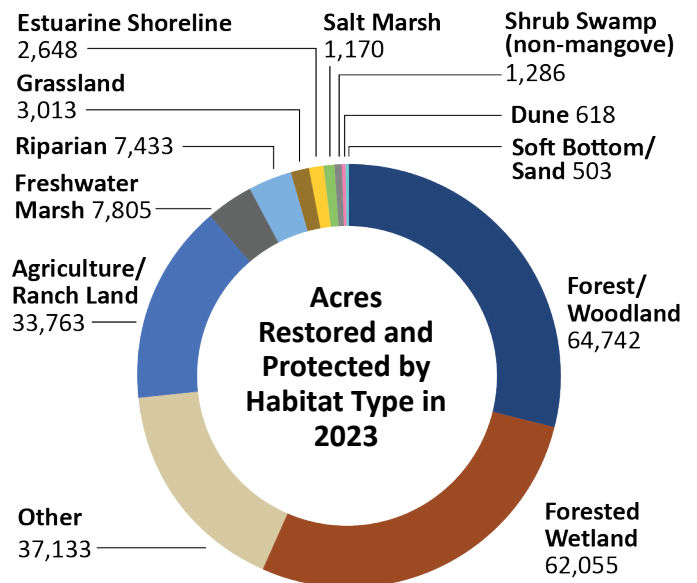 Estuarine Shoreline
2,648
Grassland
3,013
Riparian 7,433
Freshwater
Marsh 7,805
Agriculture/
Ranch Land
33,763
Other
37,133
Salt Marsh
1,170
Shrub Swamp
(non-mangove)
1,286
Dune 618
Soft Bottom/
Sand 503
Forest/
Woodland
64,742
Forested
Wetland
62,055
Acres
Restored and
Protected by
Habitat Type in
2023